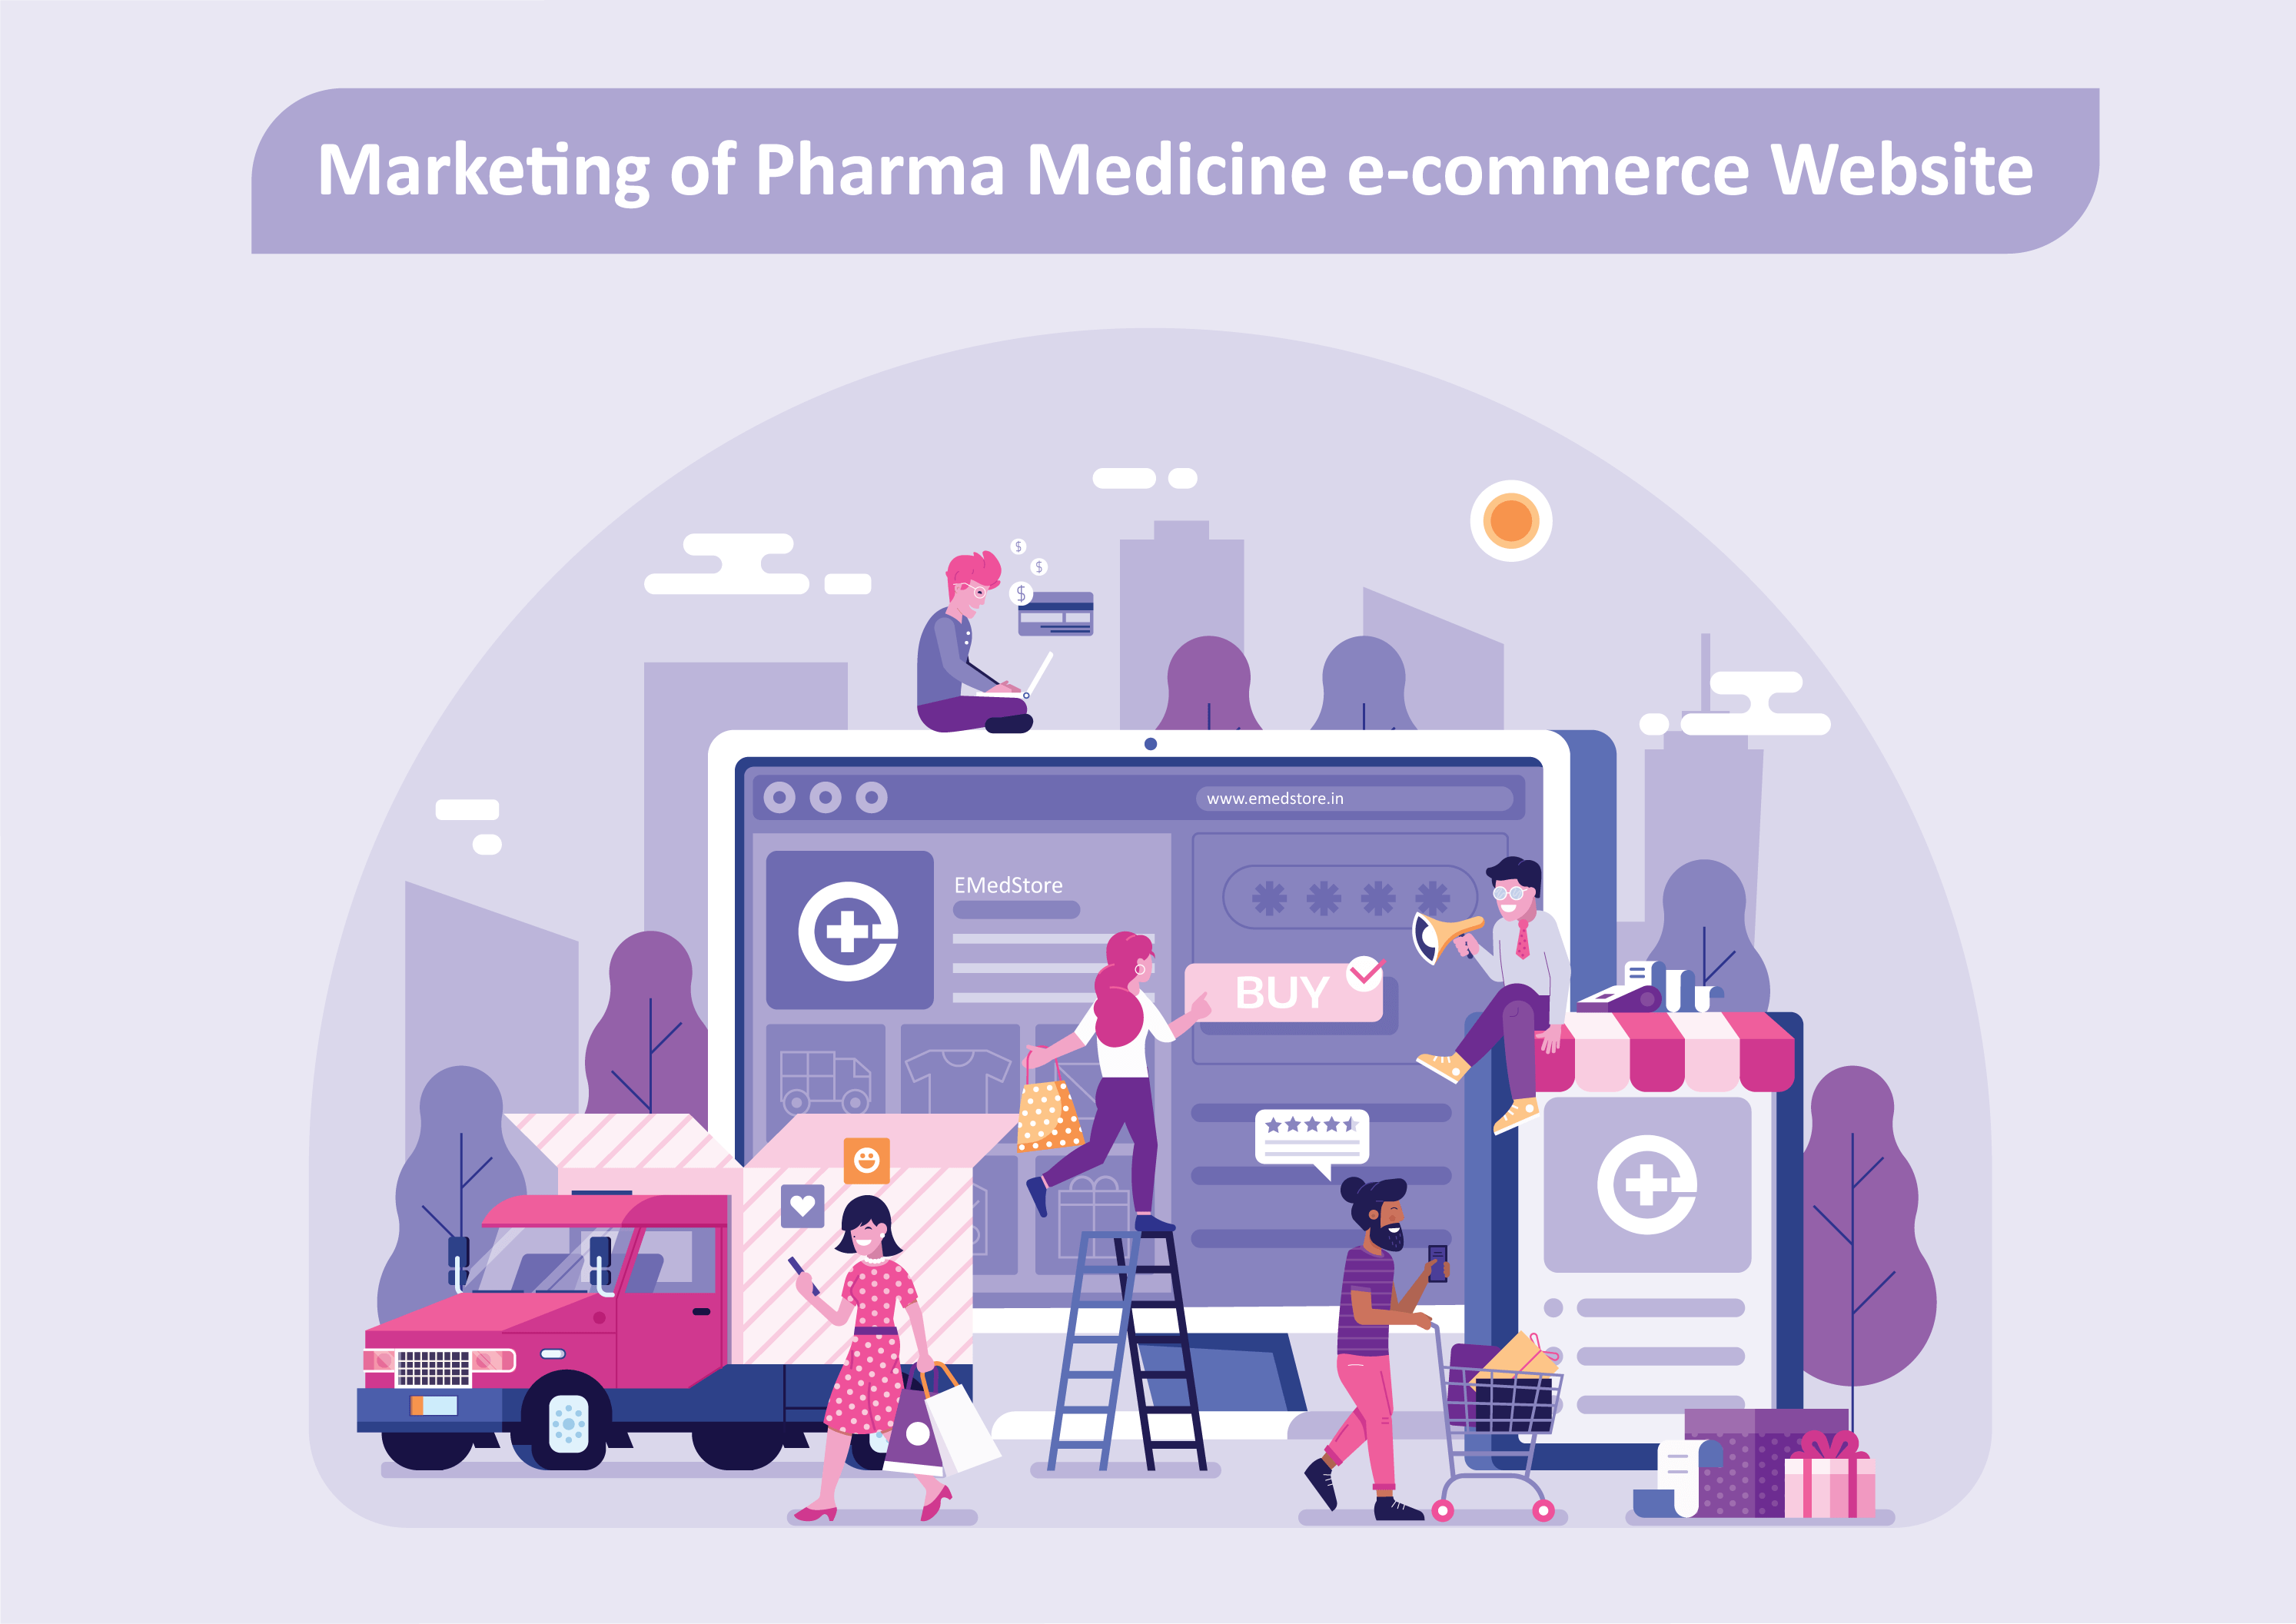 Marketing of Pharma Medicine e-commerce Website
$
$
$
www.emedstore.in
EMedStore
BUY